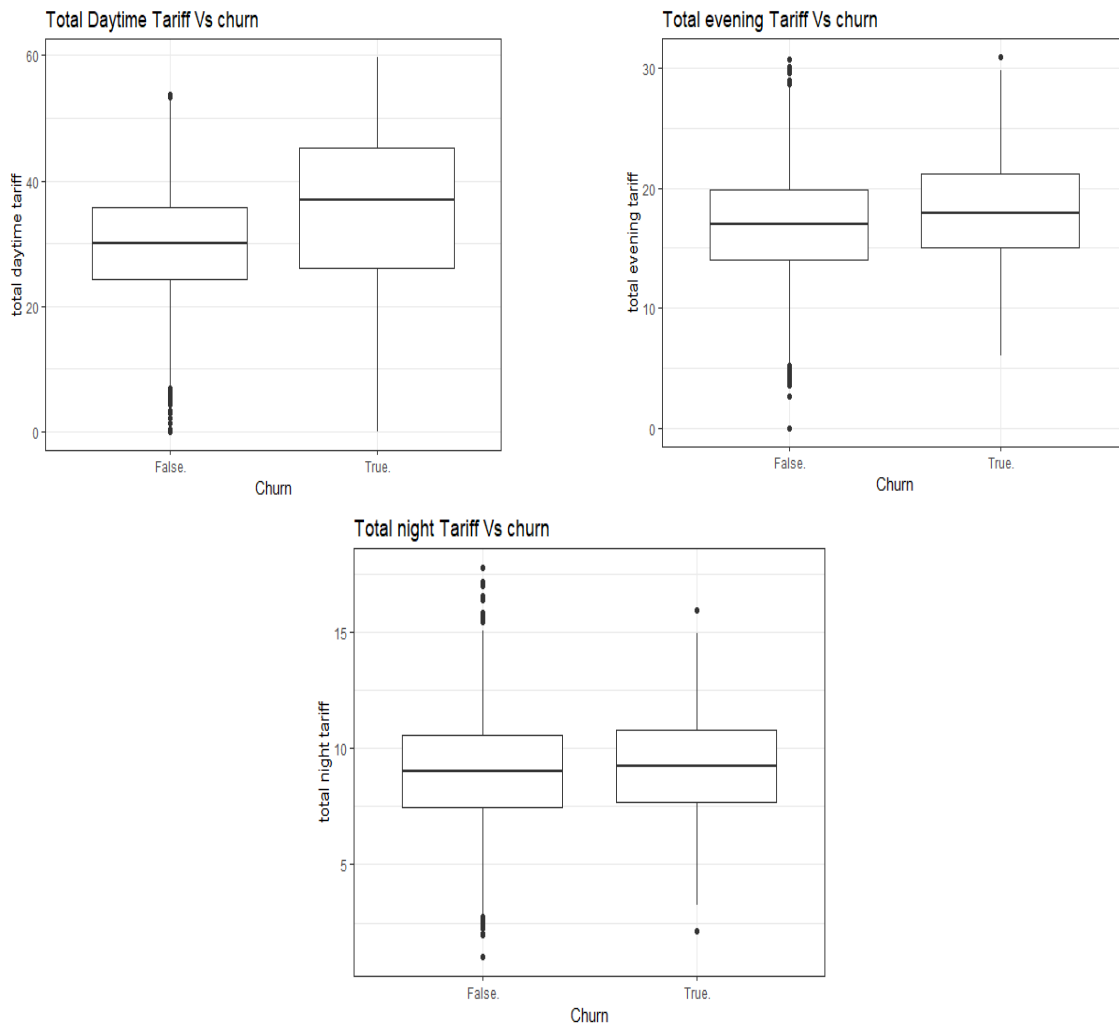 Total Daytime Tariff Vs churn
60
40
20
0
total daytime tariff
False.
True.
Churn
Total evening Tariff Vs churn
30
20
10
0
total evening tariff
False.
True.
Churn
Total night Tariff Vs churn
15
10
5
total night tariff
False.
True.
Churn